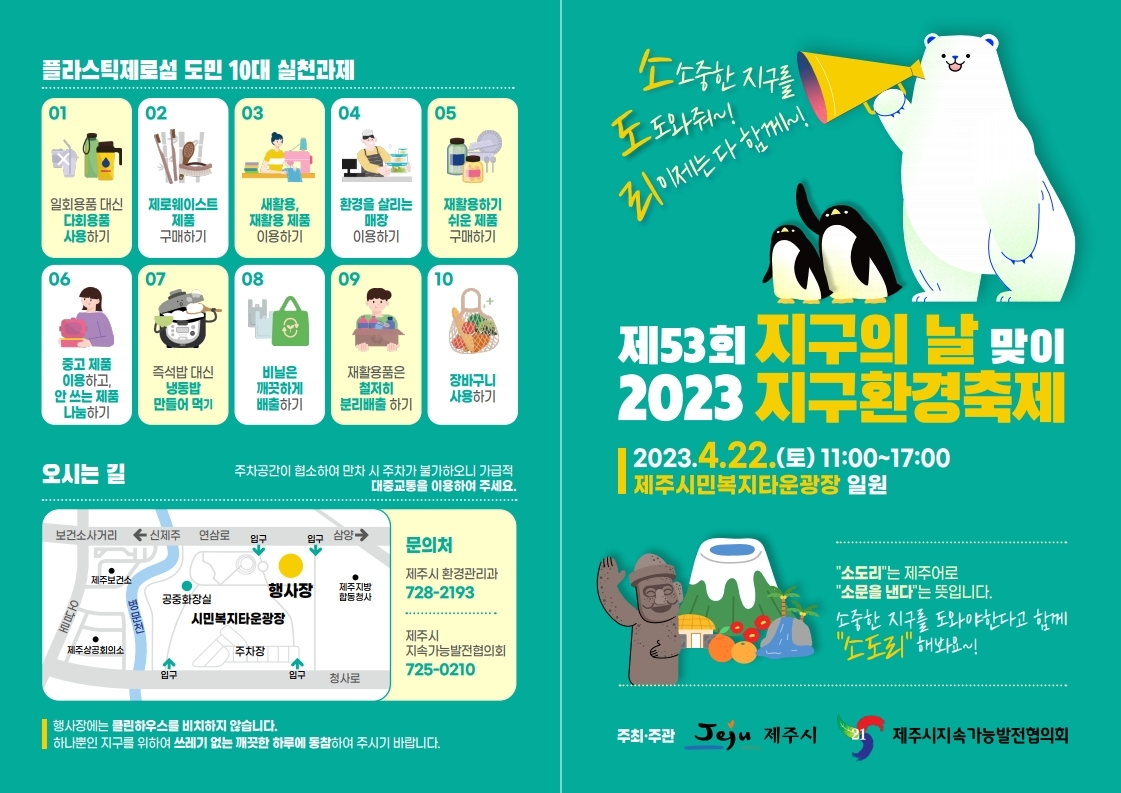 플라스틱제로섬 도민 10대 실천과제
01
일회용품 대신
다회용품
사용하기
02
제로웨이스트
제품
구매하기
03
새활용,
재활용 제품
이용하기
04
환경을 살리는
매장
이용하기
05
재활용하기
쉬운 제품
구매하기
06
중고 제품
이용하고,
안 쓰는 제품
나눔하기
07
즉석밥 대신
냉동밥
만들어 먹기
08
비닐은
깨끗하게
배출하기
09
재활용품은
철저히
분리배출 하기
10
장바구니
사용하기
오시는 길
주차공간이 협소하여 만차 시 주차가 불가하오니 가급적
대중교통을 이용하여 주세요.
보건소사거리
신제주
연삼로
입구
입구
삼양
제주보건소
공중화장실
행사장
제주지방
합동청사
시민복지타운광장
오남로
병문천
제주상공회의소
주차장
입구
입구
청사로
문의처
제주시 환경관리과
728-2193
제주시
지속가능발전협의회
725-0210
행사장에는 클린하우스를 비치하지 않습니다.
하나뿐인 지구를 위하여 쓰레기 없는 깨끗한 하루에 동참하여 주시기 바랍니다.
소 소중한 지구를
도 도와줘~!
리 이제는 다 함께~!
제53회 지구의 날 맞이
2023 지구환경축제
2023.4.22.(토) 11:00~17:00
제주시민복지타운광장 일원
"소도리"는 제주어로
"소문을 낸다"는 뜻입니다.
소중한 지구를 도와야한다고 함께
"소도리" 해봐요~!
주최·주관
Jeju 제주시
21 제주시지속가능발전협의회